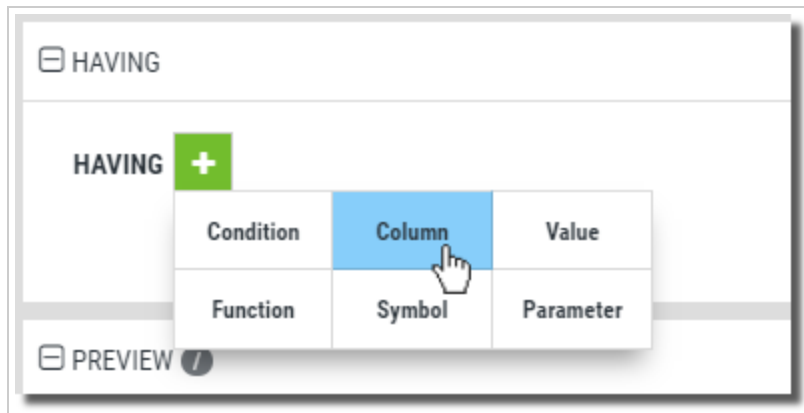 HAVING
HAVING +
Condition Column Value
Function Symbol Parameter
PREVIEW